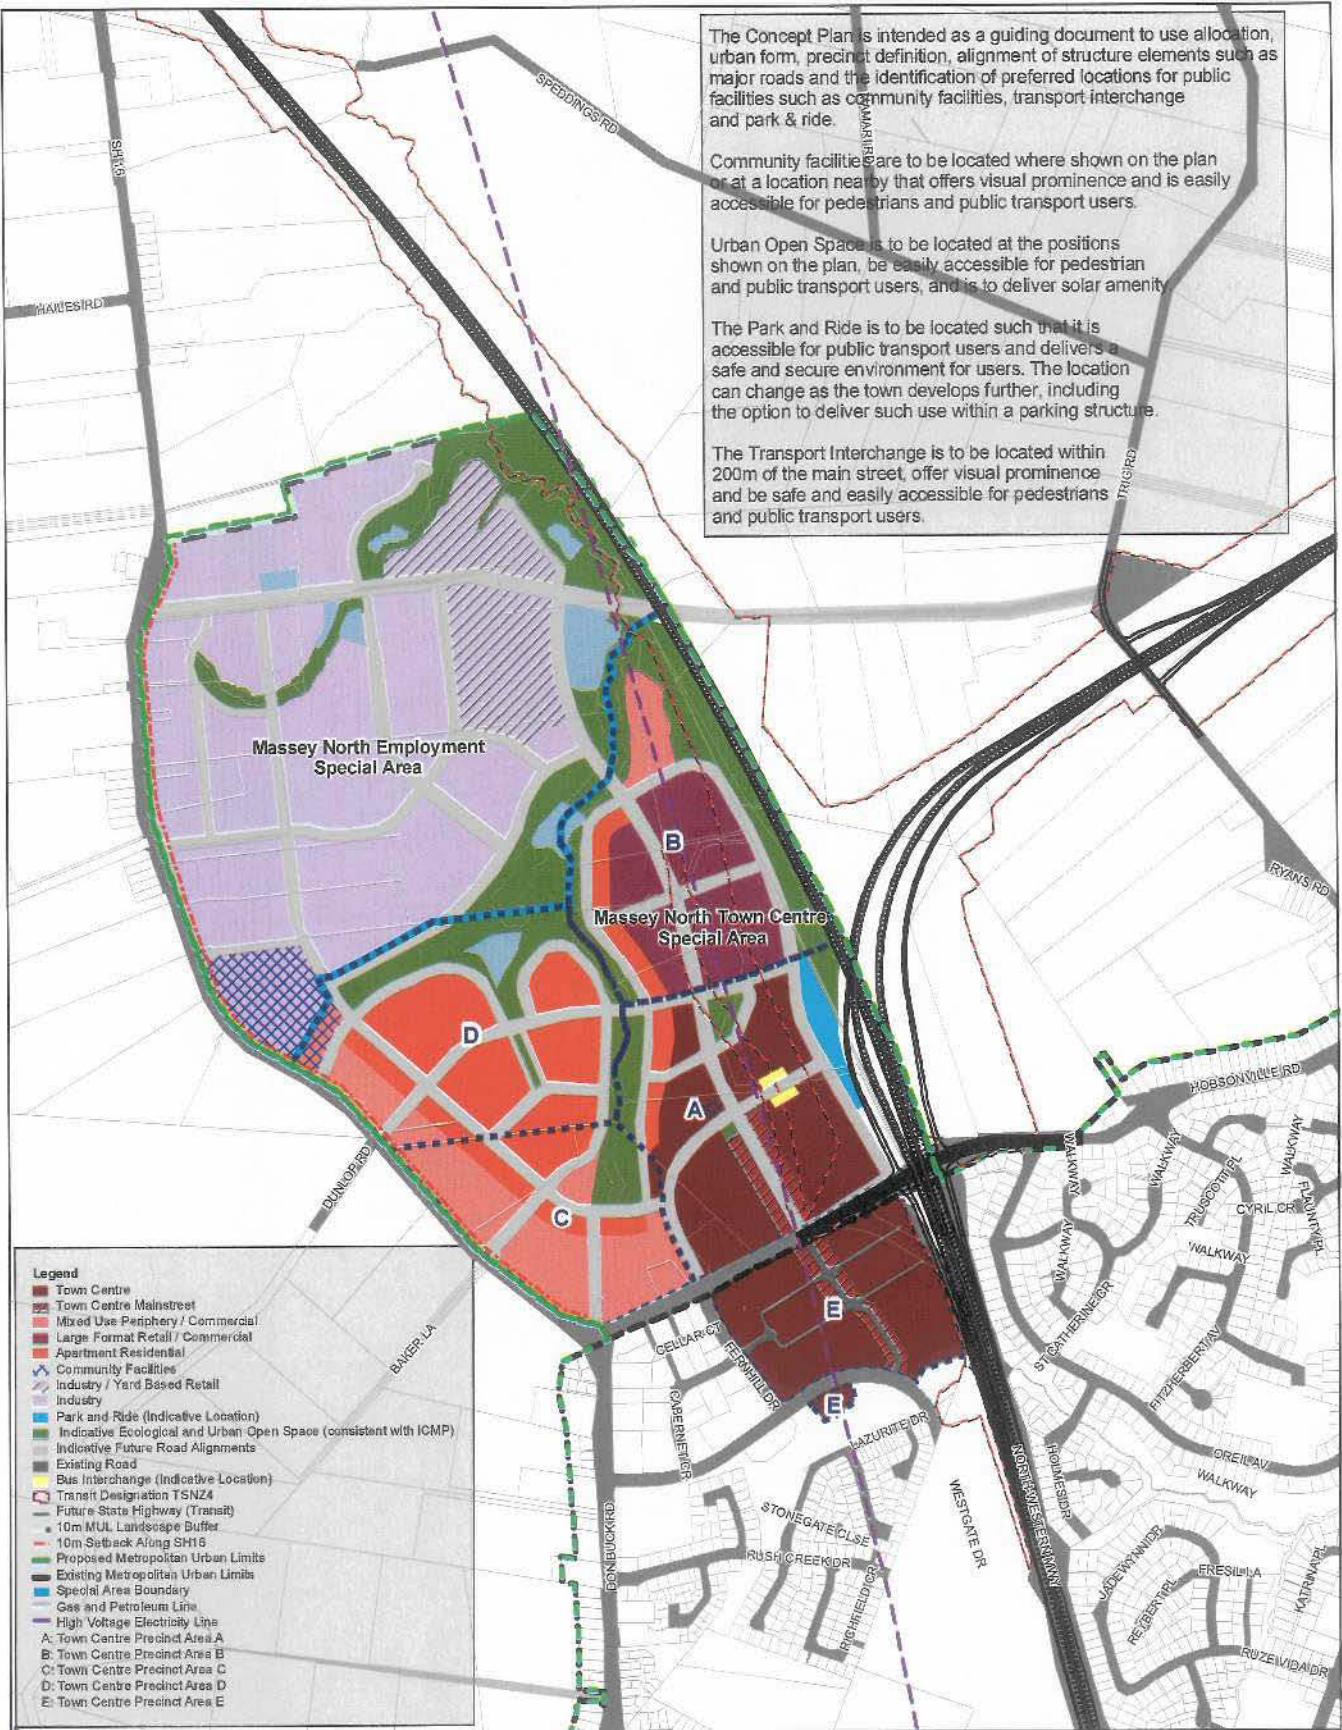 The Concept Plan is intended as a guiding document to use allocation,
urban form, precinct definition, alignment of structure elements such as
major roads and the identification of preferred locations for public
facilities such as community facilities, transport interchange
and park & ride.
Community facilities are to be located where shown on the plan
or at a location nearby that offers visual prominence and is easily
accessible for pedestrians and public transport users.
Urban Open Space is to be located at the positions
shown on the plan, be easily accessible for pedestrian
and public transport users, and is to deliver solar amenity.
The Park and Ride is to be located such that it is
accessible for public transport users and delivers a
safe and secure environment for users. The location
can change as the town develops further, including
the option to deliver such use within a parking structure.
The Transport Interchange is to be located within
200m of the main street, offer visual prominence
and be safe and easily accessible for pedestrians
and public transport users.
SPEDDINGS RD
SH16
HAILES RD
TRIG RD
Massey North Employment
Special Area
B
Massey North Town Centre
Special Area
RYANS RD
D
A
C
E
E
HOBSONVILLE RD
WALKWAY
WALKWAY
WALKWAY
TRUSCOTT PL
CYRIL CR
FLAUNTY PL
WALKWAY
WALKWAY
ST CATHERINE CR
FITZHERBERT AV
DUNLOP RD
BAKER LA
CELLAR CT
FERNHILL DR
CABERNET CR
LAZURITE DR
OREIL AV
WALKWAY
HOLMES DR
NORTH-WESTERN MWY
WESTGATE DR
STONEGATE CLSE
RUSH CREEK DR
RICHFIELD CR
DON BUCK RD
JADEWYNN DR
FRESIL LA
KATRINA PL
REXBERT PL
RUZE VIDA DR
Legend
Town Centre
Town Centre Mainstreet
Mixed Use Periphery / Commercial
Large Format Retail / Commercial
Apartment Residential
Community Facilities
Industry / Yard Based Retail
Industry
Park and Ride (Indicative Location)
Indicative Ecological and Urban Open Space (consistent with ICMP)
Indicative Future Road Alignments
Existing Road
Bus Interchange (Indicative Location)
Transit Designation TSNZ4
Future State Highway (Transit)
10m MUL Landscape Buffer
10m Setback Along SH16
Proposed Metropolitan Urban Limits
Existing Metropolitan Urban Limits
Special Area Boundary
Gas and Petroleum Line
High Voltage Electricity Line
A: Town Centre Precinct Area A
B: Town Centre Precinct Area B
C: Town Centre Precinct Area C
D: Town Centre Precinct Area D
E: Town Centre Precinct Area E